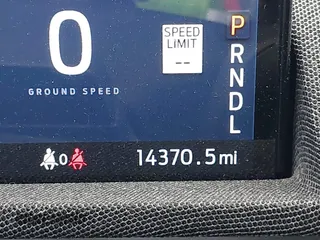 0
GROUND SPEED
SPEED
LIMIT
--
P
R
N
D
L
0
14370.5 mi